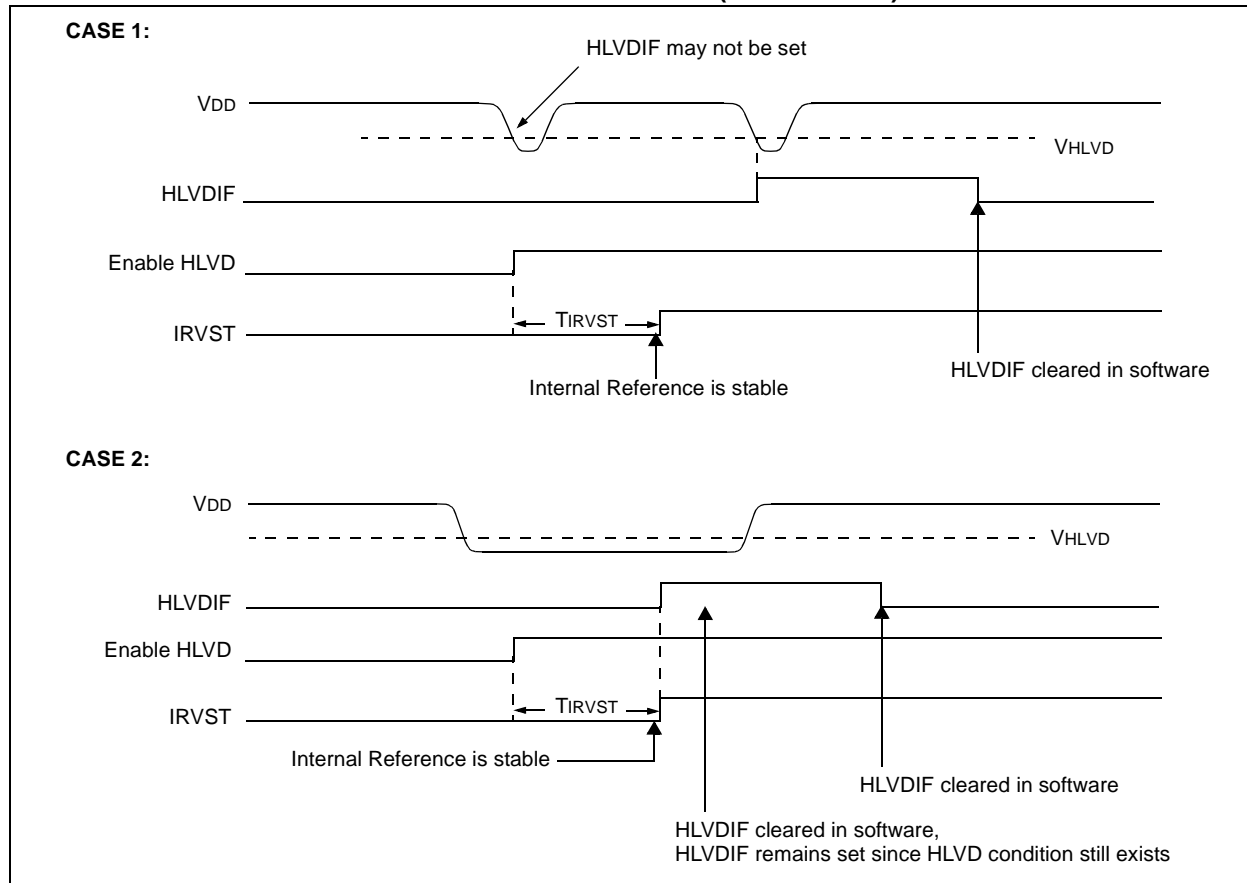 CASE 1:
HLVDIF may not be set
VDD
VHLVD
HLVDIF
Enable HLVD
TIRVST
IRVST
HLVDIF cleared in software
Internal Reference is stable
CASE 2:
VDD
VHLVD
HLVDIF
Enable HLVD
TIRVST
IRVST
Internal Reference is stable
HLVDIF cleared in software
HLVDIF cleared in software,
HLVDIF remains set since HLVD condition still exists